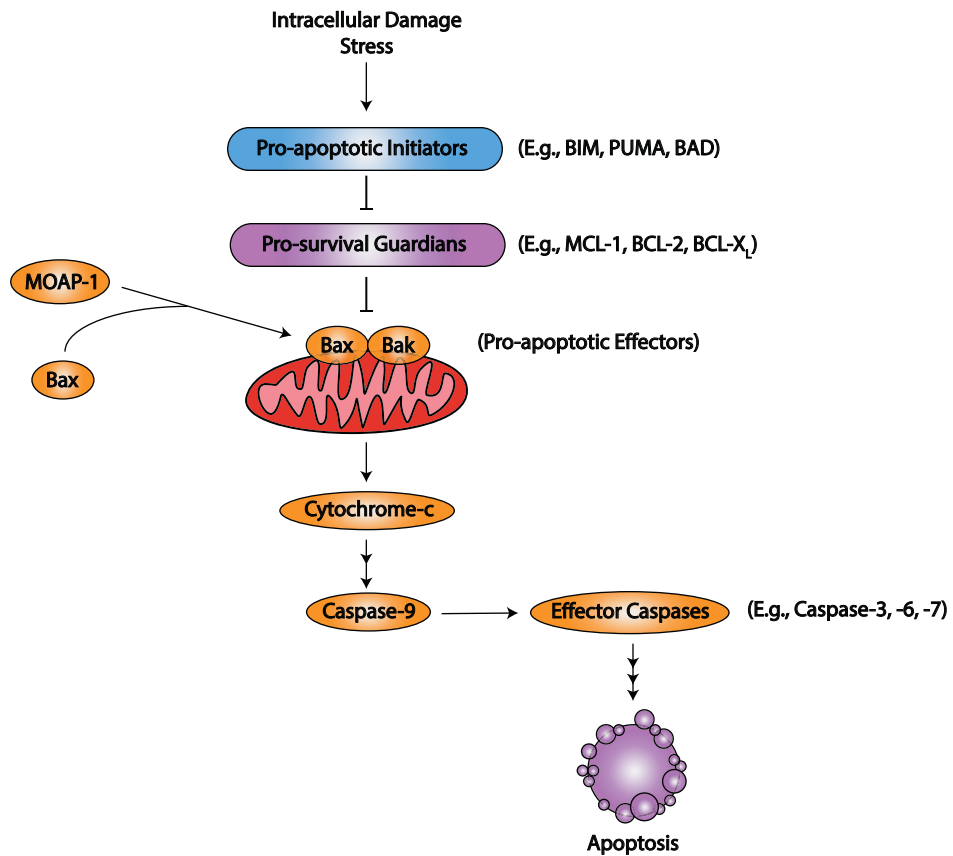 Intracellular Damage
Stress
Pro-apoptotic Initiators
(E.g., BIM, PUMA, BAD)
Pro-survival Guardians
(E.g., MCL-1, BCL-2, BCL-XL)
MOAP-1
Bax
Bax
Bak
(Pro-apoptotic Effectors)
Cytochrome-c
Caspase-9
Effector Caspases
(E.g., Caspase-3, -6, -7)
Apoptosis